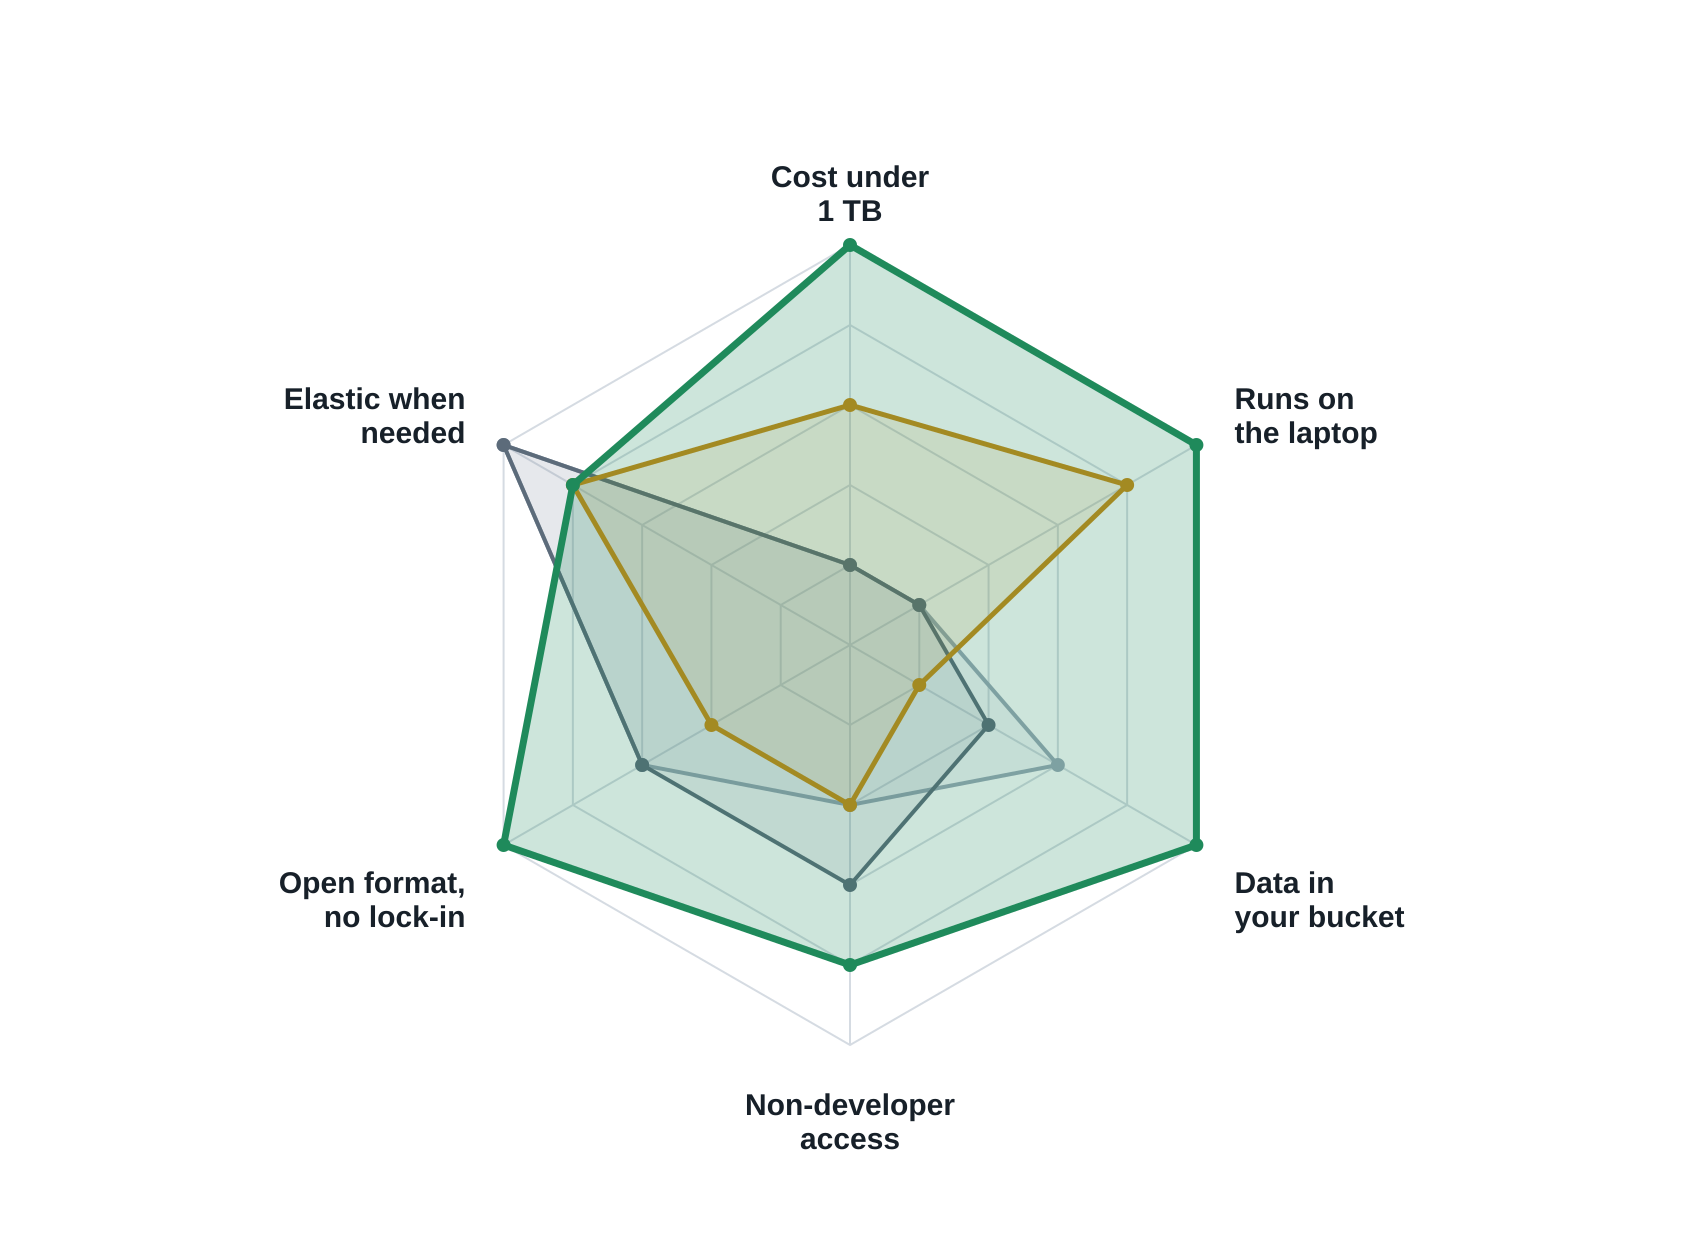 Cost under
1 TB
Elastic when
needed
Runs on
the laptop
Open format,
no lock-in
Data in
your bucket
Non-developer
access